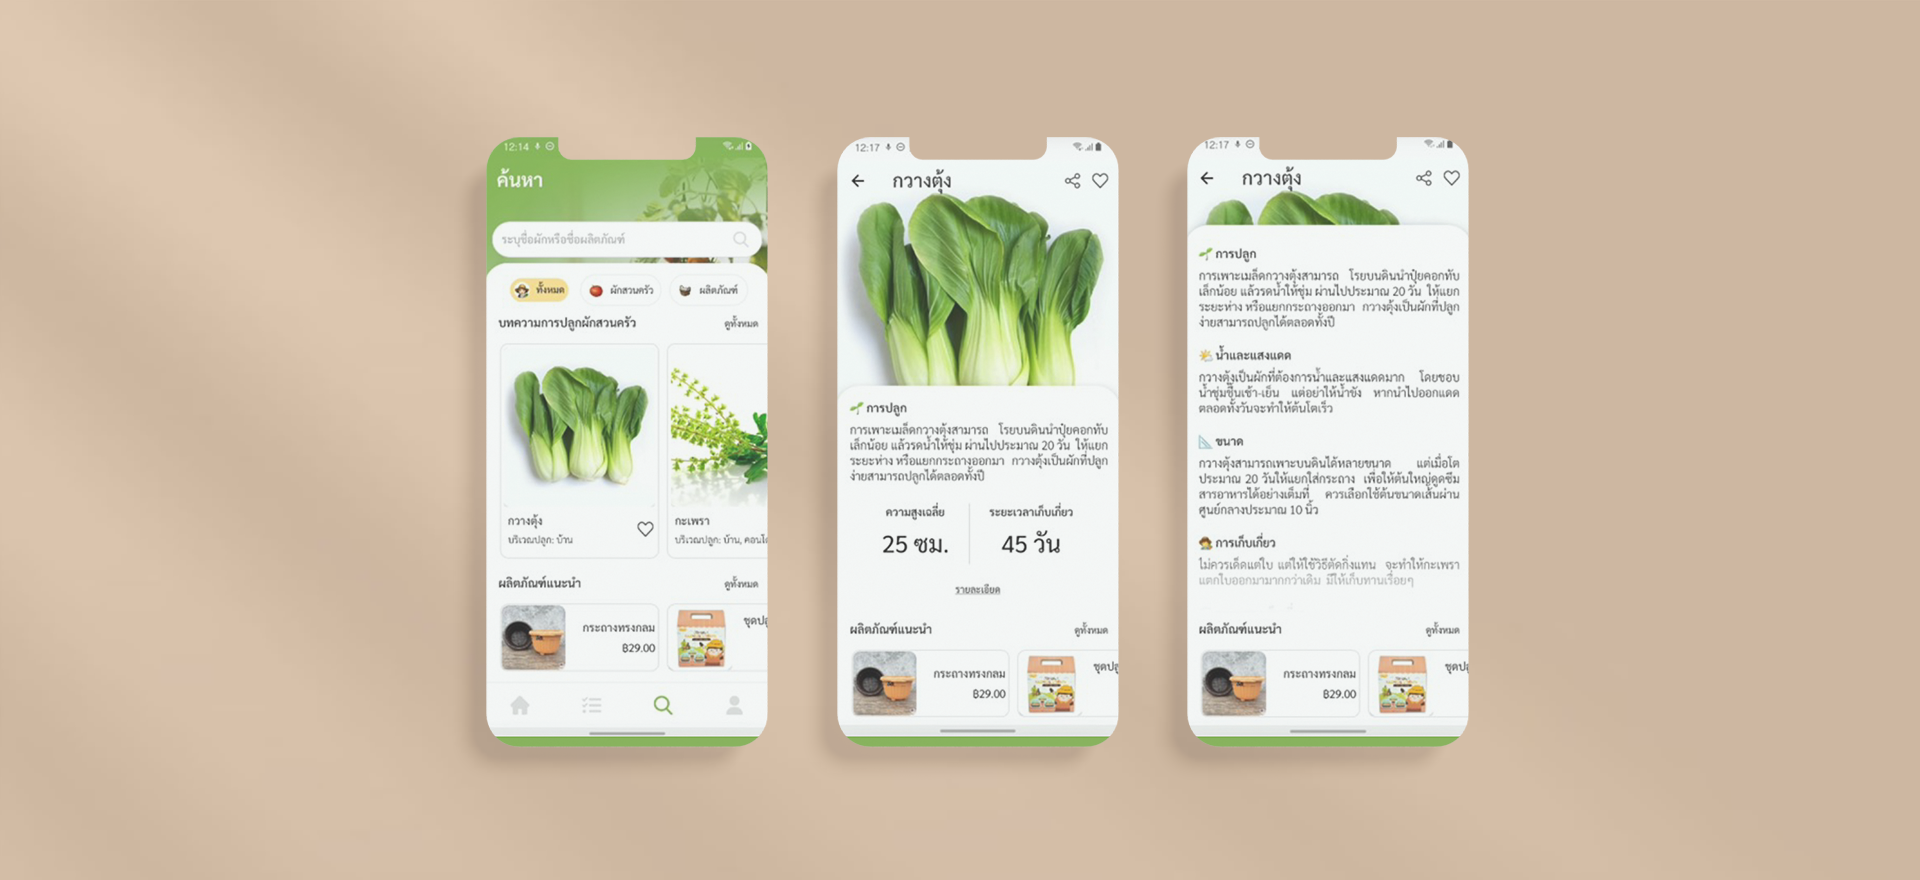 12:14
ค้นหา
ระบุชื่อผักหรือชื่อผลิตภัณฑ์
ทั้งหมด
ผักสวนครัว
ผลิตภัณฑ์
บทความการปลูกผักสวนครัว
ดูทั้งหมด
กวางตุ้ง
บริเวณปลูก: บ้าน
กะเพรา
บริเวณปลูก: บ้าน, คอนโด
ผลิตภัณฑ์แนะนำ
ดูทั้งหมด
กระถางทรงกลม
฿29.00
ชุดปลู
12:17
กวางตุ้ง
การปลูก
การเพาะเมล็ดกวางตุ้งสามารถ โรยบนดินนำปุ๋ยคอกทับ
เล็กน้อย แล้วรดน้ำให้ชุ่ม ผ่านไปประมาณ 20 วัน ให้แยก
ระยะห่าง หรือแยกกระถางออกมา กวางตุ้งเป็นผักที่ปลูก
ง่ายสามารถปลูกได้ตลอดทั้งปี
ความสูงเฉลี่ย
25 ซม.
ระยะเวลาเก็บเกี่ยว
45 วัน
รายละเอียด
ผลิตภัณฑ์แนะนำ
ดูทั้งหมด
กระถางทรงกลม
฿29.00
ชุดปลู
12:17
กวางตุ้ง
การปลูก
การเพาะเมล็ดกวางตุ้งสามารถ โรยบนดินนำปุ๋ยคอกทับ
เล็กน้อย แล้วรดน้ำให้ชุ่ม ผ่านไปประมาณ 20 วัน ให้แยก
ระยะห่าง หรือแยกกระถางออกมา กวางตุ้งเป็นผักที่ปลูก
ง่ายสามารถปลูกได้ตลอดทั้งปี
น้ำและแสงแดด
กวางตุ้งเป็นผักที่ต้องการน้ำและแสงแดดมาก โดยชอบ
น้ำชุ่มชื้นเช้า-เย็น แต่อย่าให้น้ำขัง หากนำไปออกแดด
ตลอดทั้งวันจะทำให้ต้นโตเร็ว
ขนาด
กวางตุ้งสามารถเพาะบนดินได้หลายขนาด แต่เมื่อโต
ประมาณ 20 วันให้แยกใส่กระถาง เพื่อให้ต้นใหญ่ดูดซึม
สารอาหารได้อย่างเต็มที่ ควรเลือกใช้ต้นขนาดเส้นผ่าน
ศูนย์กลางประมาณ 10 นิ้ว
การเก็บเกี่ยว
ไม่ควรเด็ดแต่ใบ แต่ให้ใช้วิธีตัดกิ่งแทน จะทำให้กะเพรา
แตกใบออกมามากกว่าเดิม มีให้เก็บทานเรื่อยๆ
ผลิตภัณฑ์แนะนำ
ดูทั้งหมด
กระถางทรงกลม
฿29.00
ชุดปลู